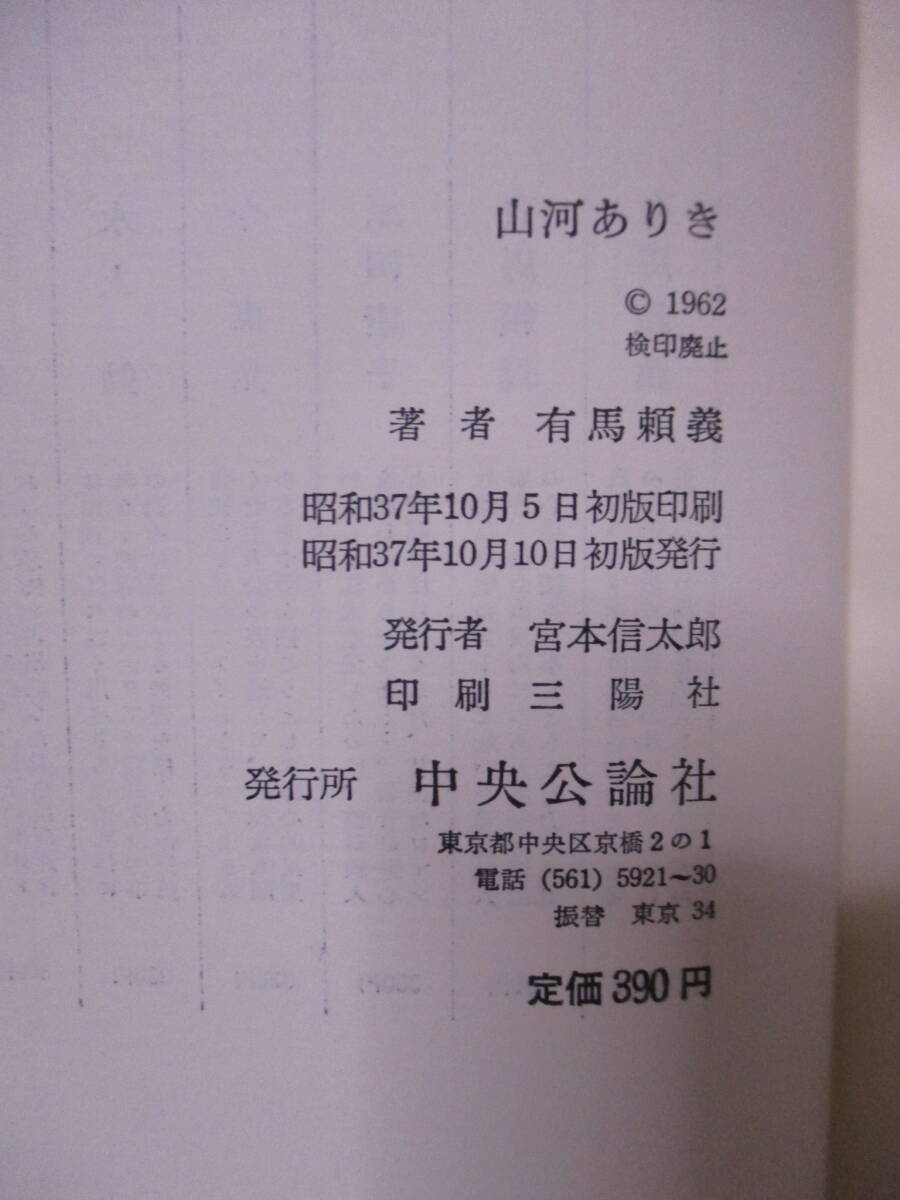 山河ありき
© 1962
検印廃止
著者 有馬頼義
昭和37年10月5日初版印刷
昭和37年10月10日初版発行
発行者 宮本信太郎
印刷 三陽社
発行所 中央公論社
東京都中央区京橋2の1
電話 (561) 5921〜30
振替 東京 34
定価390円